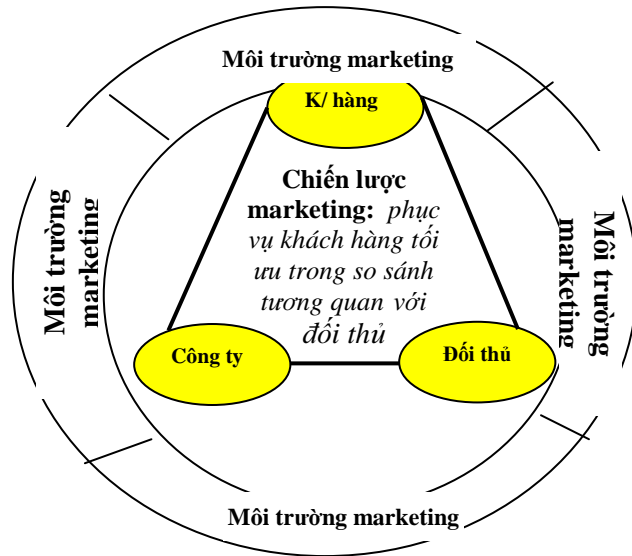 Môi trường marketing
K/ hàng
Chiến lược
marketing: phục
vụ khách hàng tối
ưu trong so sánh
tương quan với
đối thủ
Môi trường
marketing
Môi trường
marketing
Công ty
Đối thủ
Môi trường marketing